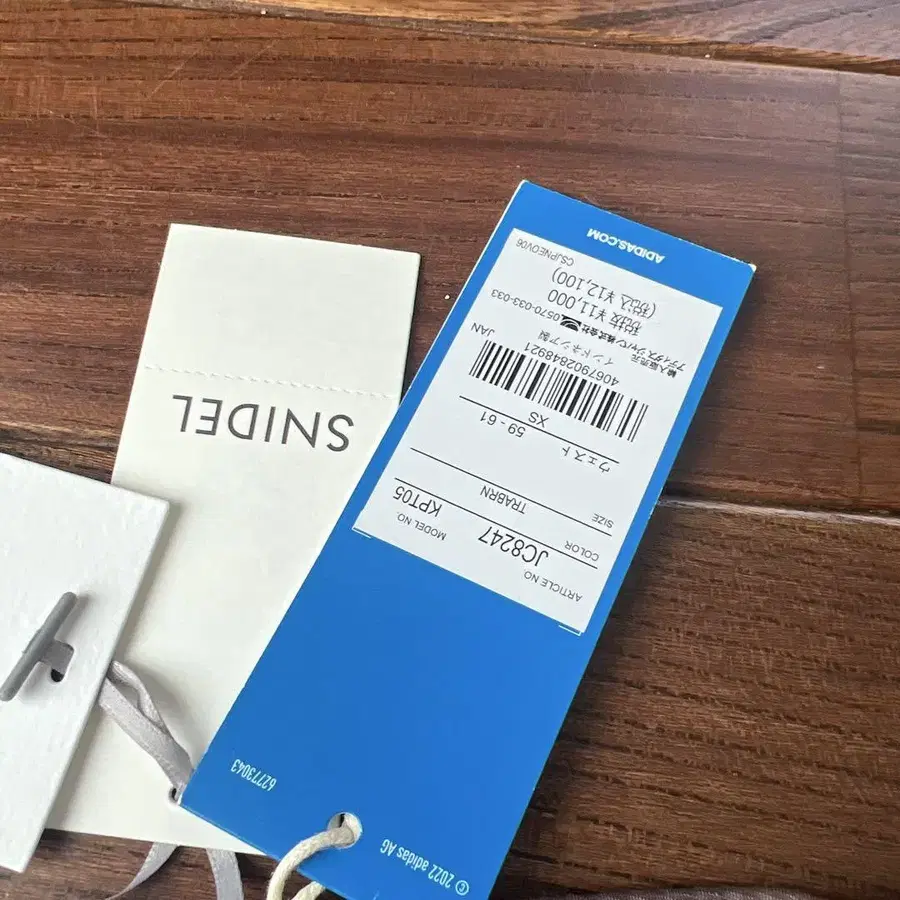 SNIDEL
© 2022 adidas AG
62773043
ARTICLE NO.
MODEL NO.
JC8247
KPT05
COLOR
TRABRN
SIZE
ウェスト
59 - 61
XS
4067902848921
JAN
インドネシア製
輸入販売元
アディダス ジャパン株式会社
0570-033-033
税抜 ¥11,000
(税込 ¥12,100)
CSJPNEOV06
ADIDAS.COM